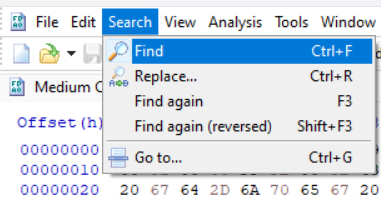 File Edit Search View Analysis Tools Window
Find Ctrl+F
Replace... Ctrl+R
Find again F3
Find again (reversed) Shift+F3
Go to... Ctrl+G
Medium
Offset(h)
00000000
00000010
00000020 20 67 64 2D 6A 70 65 67 20